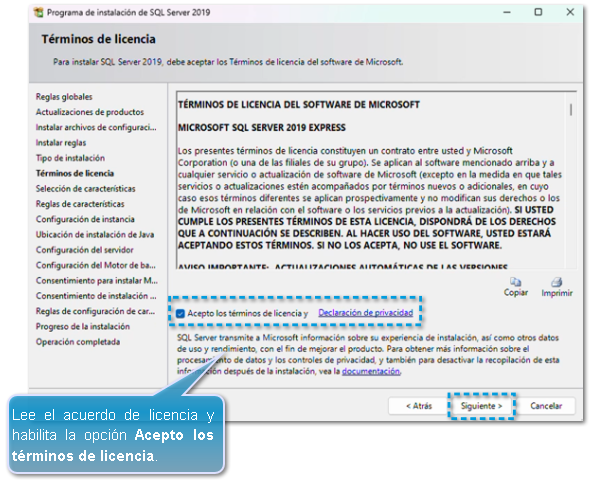 Programa de instalación de SQL Server 2019
Términos de licencia
Para instalar SQL Server 2019, debe aceptar los Términos de licencia del software de Microsoft.
Reglas globales
Actualizaciones de productos
Instalar archivos de configuraci...
Instalar reglas
Tipo de instalación
Términos de licencia
Selección de características
Reglas de características
Configuración de instancia
Ubicación de instalación de Java
Configuración del servidor
Configuración del Motor de ba...
Consentimiento para instalar M...
Consentimiento de instalación ...
Reglas de configuración de car...
Progreso de la instalación
Operación completada
TÉRMINOS DE LICENCIA DEL SOFTWARE DE MICROSOFT
MICROSOFT SQL SERVER 2019 EXPRESS
Los presentes términos de licencia constituyen un contrato entre usted y Microsoft
Corporation (o una de las filiales de su grupo). Se aplican al software mencionado arriba y a
cualquier servicio o actualización de software de Microsoft (excepto en la medida en que tales
servicios o actualizaciones estén acompañados por términos nuevos o adicionales, en cuyo
caso esos términos diferentes se aplican prospectivamente y no modifican sus derechos o los
de Microsoft en relación con el software o los servicios previos a la actualización). SI USTED
CUMPLE LOS PRESENTES TÉRMINOS DE ESTA LICENCIA, DISPONDRÁ DE LOS DERECHOS
QUE A CONTINUACIÓN SE DESCRIBEN. AL HACER USO DEL SOFTWARE, USTED ESTARÁ
ACEPTANDO ESTOS TÉRMINOS. SI NO LOS ACEPTA, NO USE EL SOFTWARE.
AVISO IMPORTANTE: ACTUALIZACIONES AUTOMÁTICAS DE LAS VERSIONES
Copiar
Imprimir
Acepto los términos de licencia y Declaración de privacidad
SQL Server transmite a Microsoft información sobre su experiencia de instalación, así como otros datos
de uso y rendimiento, con el fin de mejorar el producto. Para obtener más información sobre el
procesamiento de datos y los controles de privacidad, y también para desactivar la recopilación de esta
información después de la instalación, vea la documentación.
< Atrás
Siguiente >
Cancelar
Lee el acuerdo de licencia y
habilita la opción Acepto los
términos de licencia.